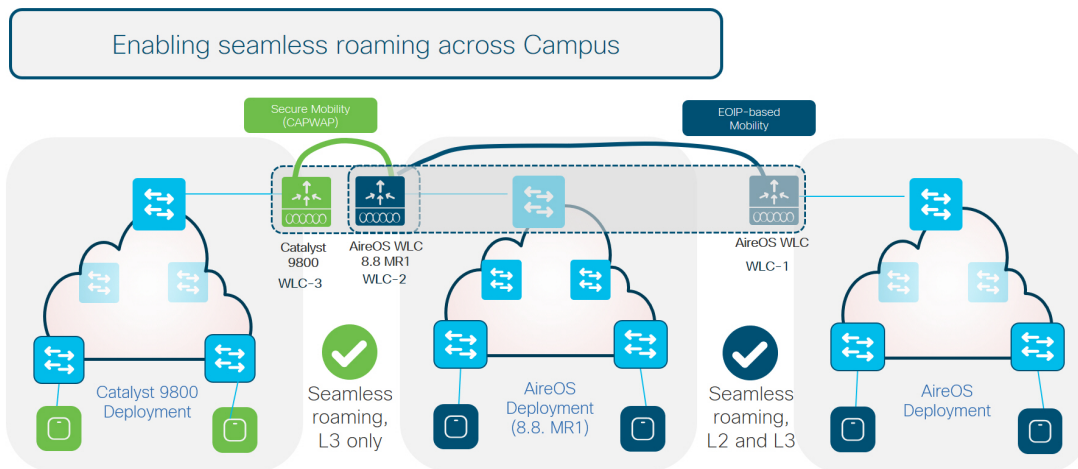 Enabling seamless roaming across Campus
Secure Mobility
(CAPWAP)
EOIP-based
Mobility
Catalyst
9800
WLC-3
AireOS WLC
8.8 MR1
WLC-2
AireOS WLC
WLC-1
Catalyst 9800
Deployment
Seamless
roaming,
L3 only
AireOS
Deployment
(8.8. MR1)
Seamless
roaming,
L2 and L3
AireOS
Deployment